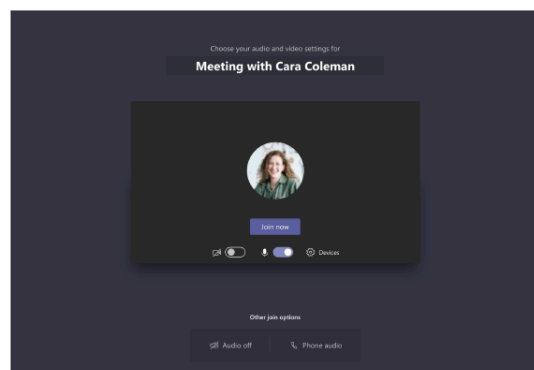 Choose your audio and video settings for
Meeting with Cara Coleman
Join now
Devices
Other join options
Audio off
Phone audio